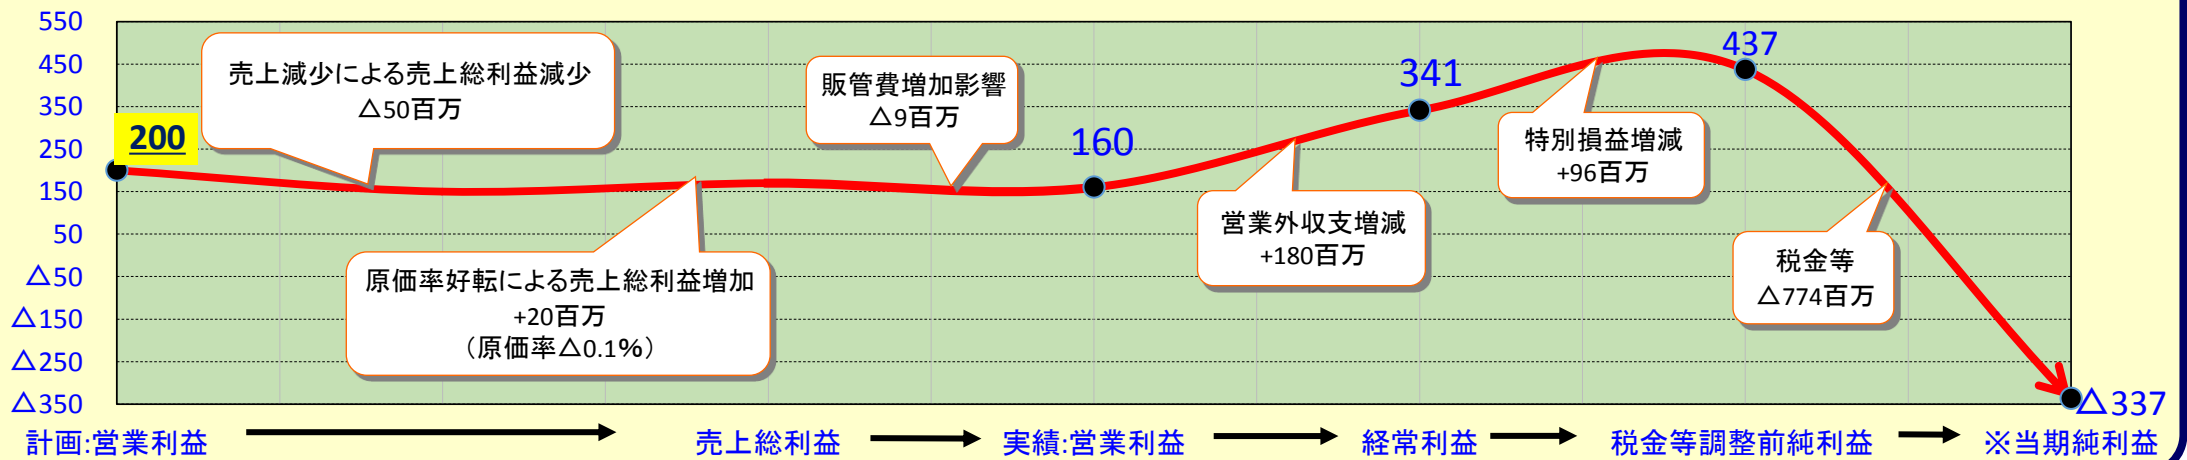 550
450
350
250
150
50
△50
△150
△250
△350
200
売上減少による売上総利益減少
△50百万
原価率好転による売上総利益増加
+20百万
（原価率△0.1%）
販管費増加影響
△9百万
160
営業外収支増減
+180百万
341
特別損益増減
+96百万
437
税金等
△774百万
△337
計画:営業利益
売上総利益
実績:営業利益
経常利益
税金等調整前純利益
※当期純利益